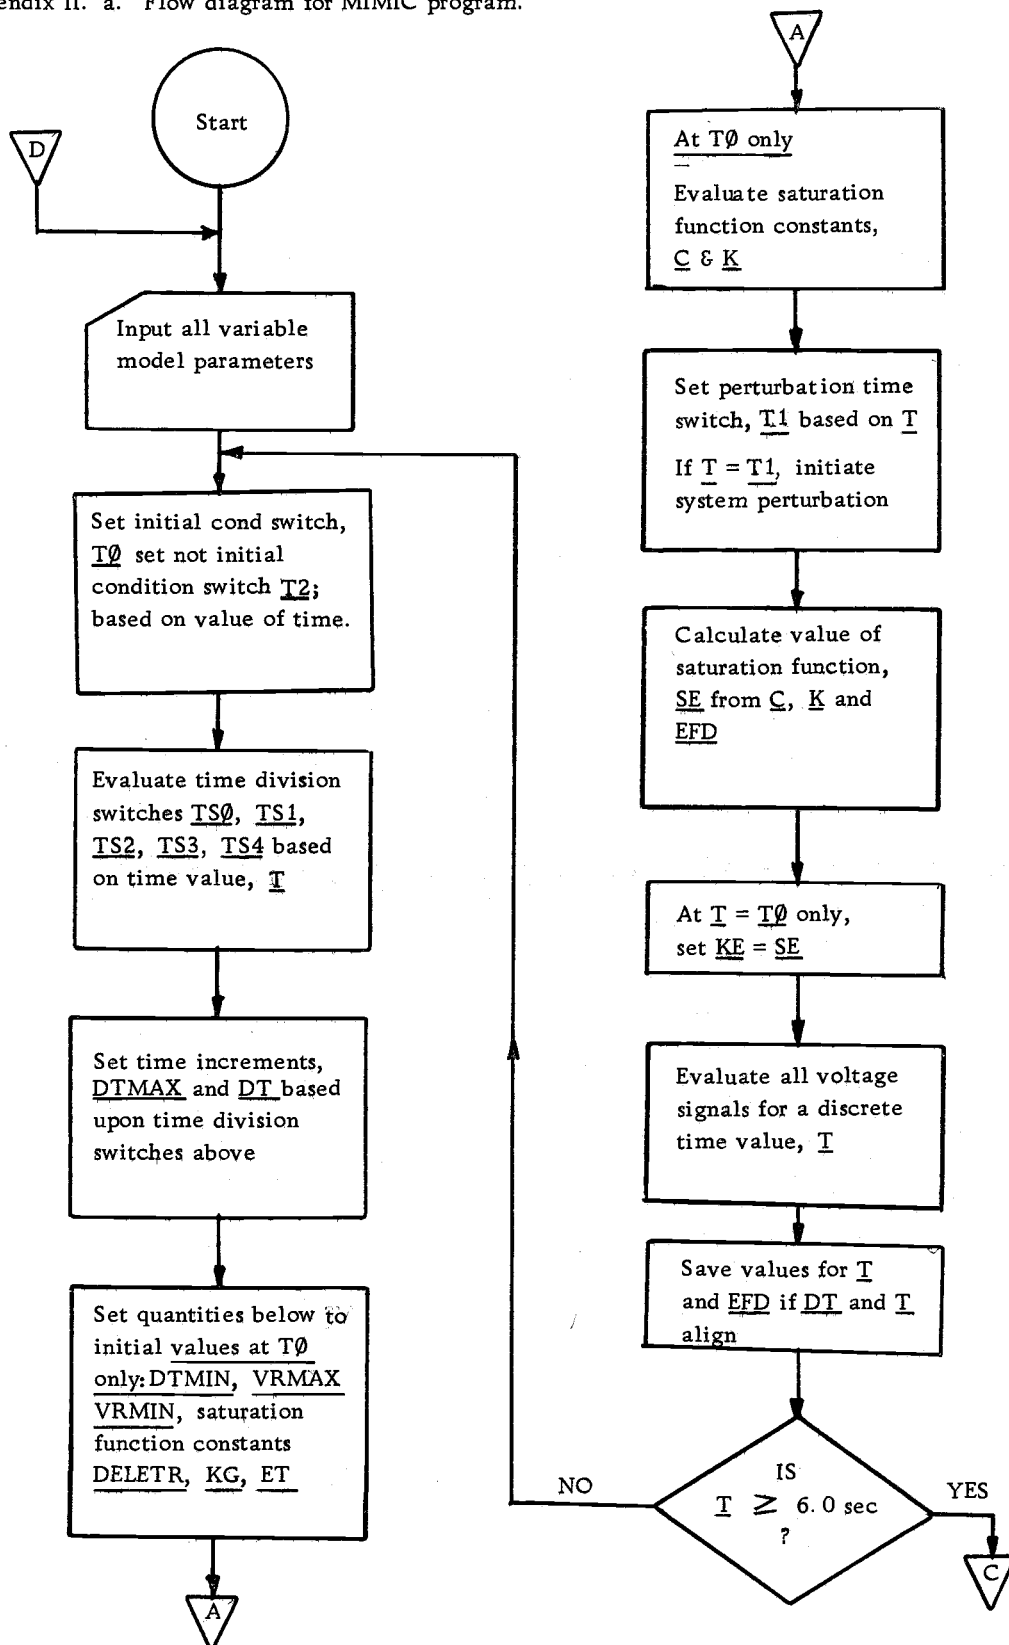 endix II. a. Flow diagram for MIMIC program.
Start
D
Input all variable
model parameters
Set initial cond switch,
TØ set not initial
condition switch T2;
based on value of time.
Evaluate time division
switches TSØ, TS1,
TS2, TS3, TS4 based
on time value, T
Set time increments,
DTMAX and DT based
upon time division
switches above
Set quantities below to
initial values at TØ
only: DTMIN, VRMAX
VRMIN, saturation
function constants
DELETR, KG, ET
A
A
At TØ only
Evaluate saturation
function constants,
C & K
Set perturbation time
switch, T1 based on T
If T = T1, initiate
system perturbation
Calculate value of
saturation function,
SE from C, K and
EFD
At T = TØ only,
set KE = SE
Evaluate all voltage
signals for a discrete
time value, T
Save values for T
and EFD if DT and T
align
IS
T ≥ 6.0 sec
?
NO
YES
C